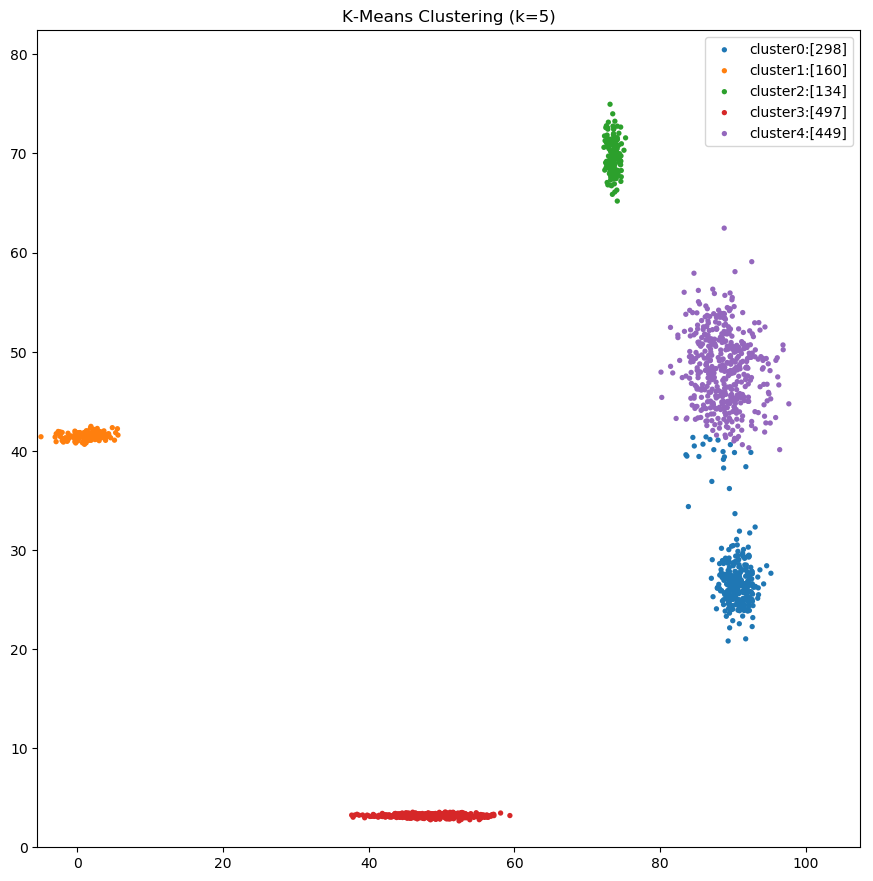 K-Means Clustering (k=5)
cluster0:[298]
cluster1:[160]
cluster2:[134]
cluster3:[497]
cluster4:[449]
80
70
60
50
40
30
20
10
0
0 20 40 60 80 100